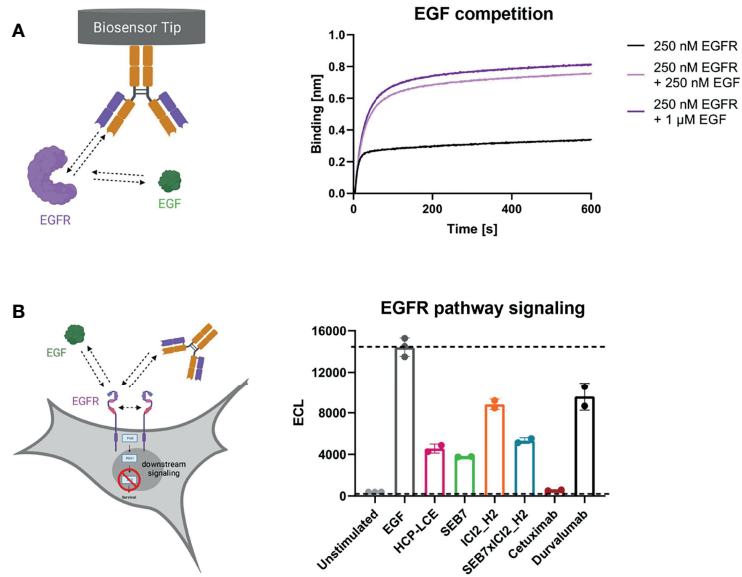 A
Biosensor Tip
EGFR
EGF
EGF competition
Binding [nm]
1.0
0.8
0.6
0.4
0.2
0.0
0
200
400
600
Time [s]
250 nM EGFR
250 nM EGFR
+ 250 nM EGF
250 nM EGFR
+ 1 µM EGF
B
EGF
EGFR
downstream
signaling
Survival
EGFR pathway signaling
ECL
16000
12000
8000
4000
0
Unstimulated
EGF
HCP-LCE
SEB7
ICI2_H2
SEB7xICI2_H2
Cetuximab
Durvalumab